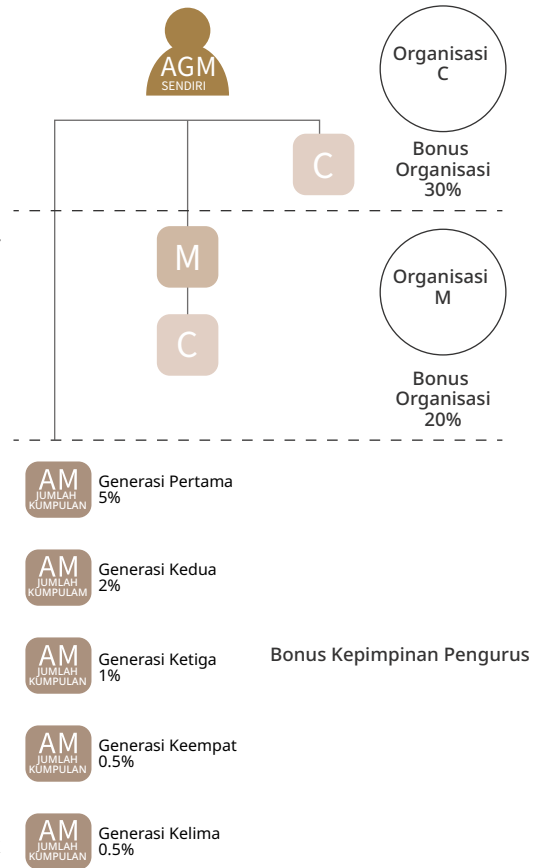 AGM
SENDIRI
Organisasi
C
C
Bonus
Organisasi
30%
M
C
Organisasi
M
Bonus
Organisasi
20%
AM
JUMLAH
KUMPULAN
Generasi Pertama
5%
AM
JUMLAH
KUMPULAM
Generasi Kedua
2%
AM
JUMLAH
KUMPULAN
Generasi Ketiga
1%
Bonus Kepimpinan Pengurus
AM
JUMLAH
KUMPULAN
Generasi Keempat
0.5%
AM
JUMLAH
KUMPULAN
Generasi Kelima
0.5%